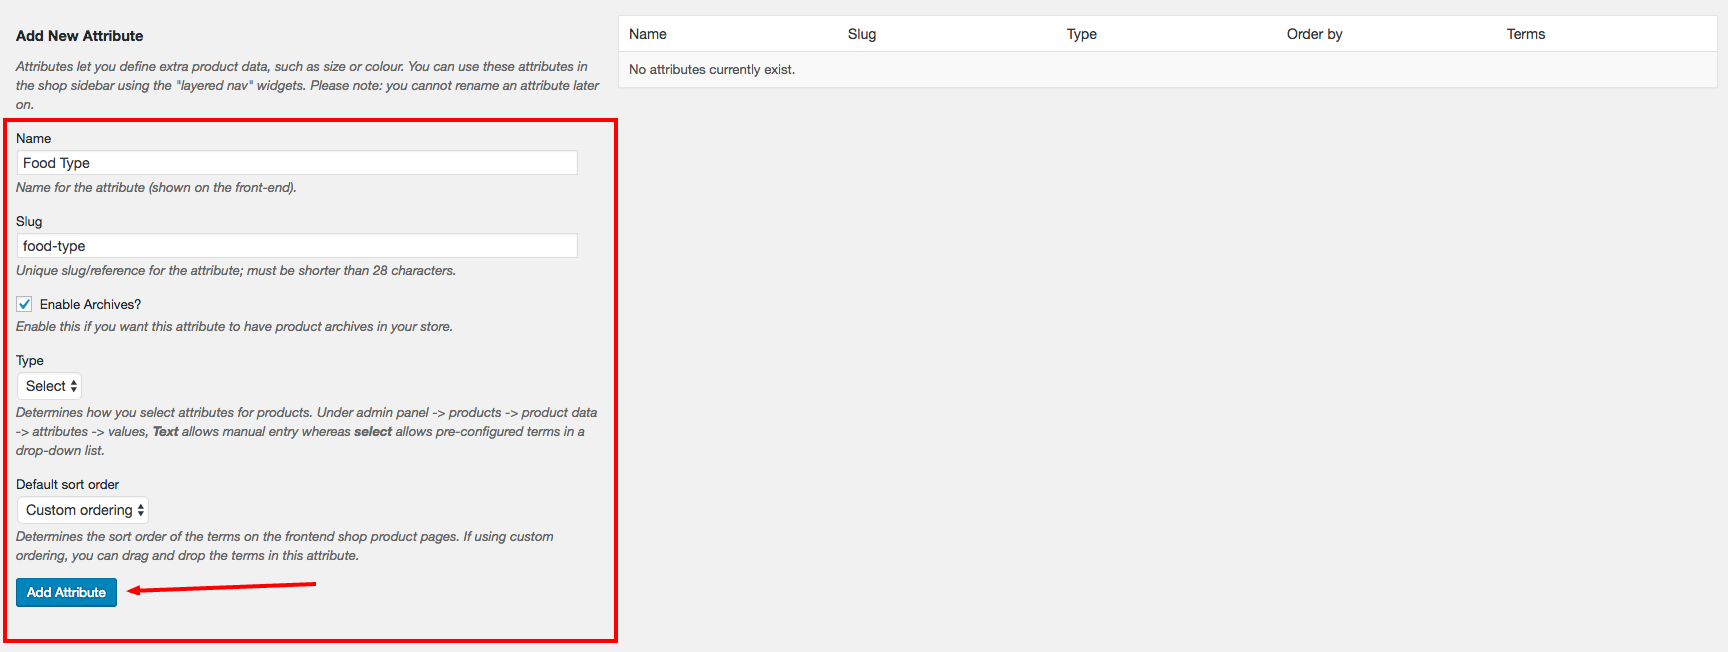 Add New Attribute
Attributes let you define extra product data, such as size or colour. You can use these attributes in
the shop sidebar using the "layered nav" widgets. Please note: you cannot rename an attribute later
on.
Name
Food Type
Name for the attribute (shown on the front-end).
Slug
food-type
Unique slug/reference for the attribute; must be shorter than 28 characters.
Enable Archives?
Enable this if you want this attribute to have product archives in your store.
Type
Select
Determines how you select attributes for products. Under admin panel -> products -> product data
-> attributes -> values, Text allows manual entry whereas select allows pre-configured terms in a
drop-down list.
Default sort order
Custom ordering
Determines the sort order of the terms on the frontend shop product pages. If using custom
ordering, you can drag and drop the terms in this attribute.
Add Attribute
Name Slug Type Order by Terms
No attributes currently exist.